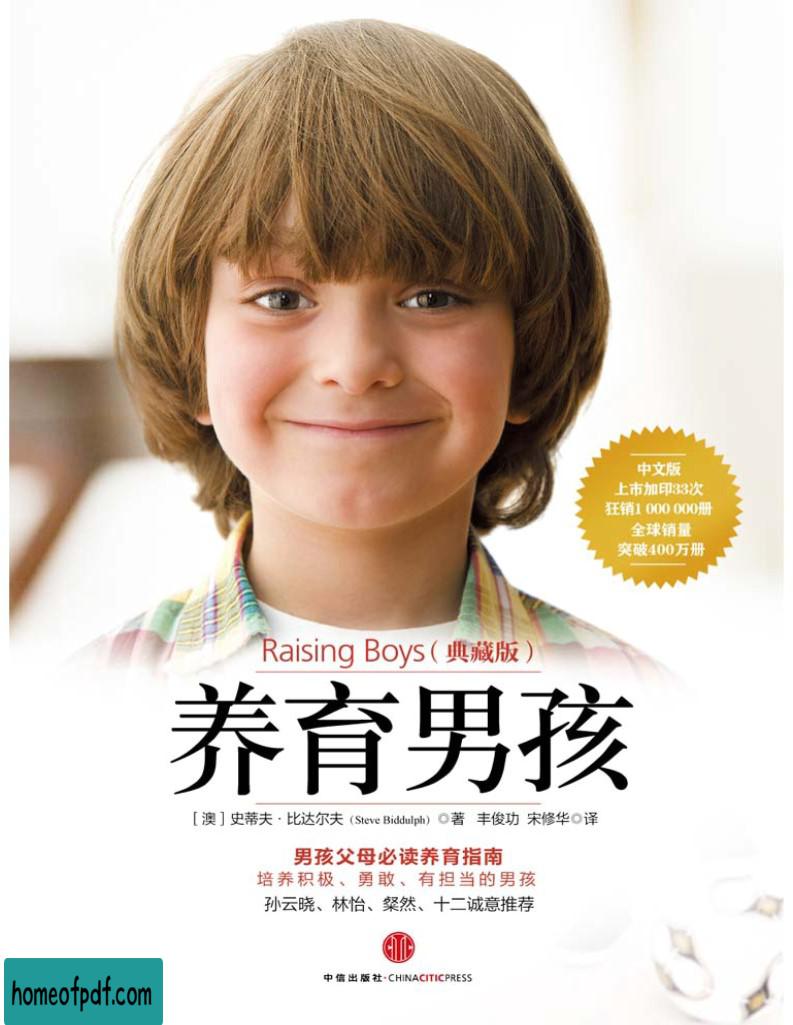 中文版
上市加印33次
狂销1 000 000册
全球销量
突破400万册
Raising Boys（典藏版）
养育男孩
［澳］史蒂夫·比达尔夫（Steve Biddulph）◎著 丰俊功 宋修华◎译
男孩父母必读养育指南
培养积极、勇敢、有担当的男孩
孙云晓、林怡、粲然、十二诚意推荐
中信出版社·CHINACITICPRESS
homeofpdf.com